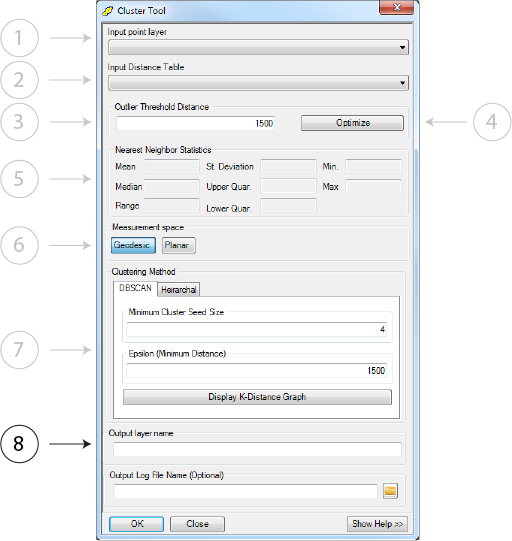 Cluster Tool
1
Input point layer
2
Input Distance Table
Outlier Threshold Distance
3
1500
Optimize
4
Nearest Neighbor Statistics
Mean St. Deviation Min.
5
Median Upper Quar. Max
Range Lower Quar.
Measurement space
6
Geodesic Planar
Clustering Method
DBSCAN Heirarchal
Minimum Cluster Seed Size
4
7
Epsilon (Minimum Distance)
1500
Display K-Distance Graph
Output layer name
8
Output Log File Name (Optional)
OK Close Show Help >>